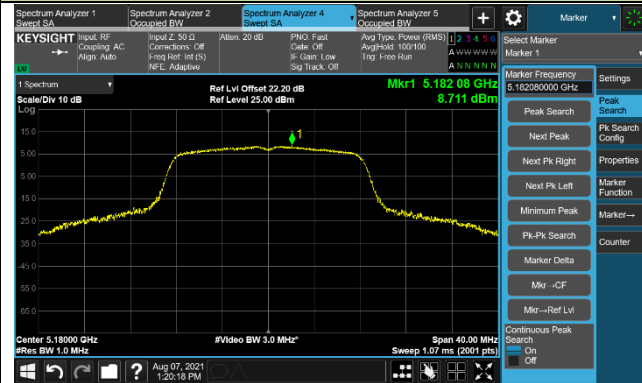 Spectrum Analyzer 1
Swept SA
Spectrum Analyzer 2
Occupied BW
Spectrum Analyzer 4
Swept SA
Spectrum Analyzer 5
Occupied BW
+
Marker
KEYSIGHT
Input: RF
Coupling: AC
Align: Auto
Input Z: 50 Ω
Corrections: Off
Freq Ref: Int (S)
NFE: Adaptive
Atten: 20 dB
PNO: Fast
Gate: Off
IF Gain: Low
Sig Track: Off
Avg Type: Power (RMS)
Avg|Hold: 100/100
Trig: Free Run
1 2 3 4 5 6
A W W W W W
A N N N N N
LXI
Select Marker
Marker 1
1 Spectrum
Scale/Div 10 dB
Log
Ref Lvl Offset 22.20 dB
Ref Level 25.00 dBm
Mkr1 5.182 08 GHz
8.711 dBm
1
15.0
5.00
-5.00
-15.0
-25.0
-35.0
-45.0
-55.0
-65.0
Center 5.18000 GHz
#Res BW 1.0 MHz
#Video BW 3.0 MHz*
Span 40.00 MHz
Sweep 1.07 ms (2001 pts)
Marker Frequency
5.182080000 GHz
Peak Search
Next Peak
Next Pk Right
Next Pk Left
Minimum Peak
Pk-Pk Search
Marker Delta
Mkr→CF
Mkr→Ref Lvl
Continuous Peak
Search
On
Off
Settings
Peak
Search
Pk Search
Config
Properties
Marker
Function
Marker→
Counter
?
Aug 07, 2021
1:20:18 PM